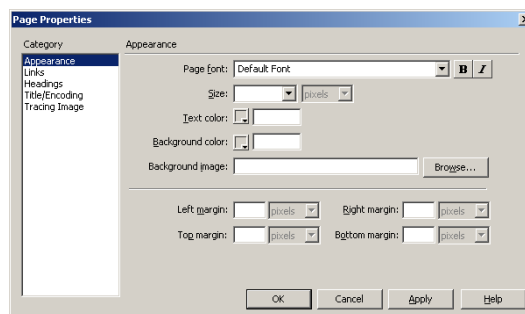 Page Properties
Category
Appearance
Links
Headings
Title/Encoding
Tracing Image
Appearance
Page font: Default Font B I
Size: pixels
Text color:
Background color:
Background image: Browse...
Left margin: pixels Right margin: pixels
Top margin: pixels Bottom margin: pixels
OK Cancel Apply Help